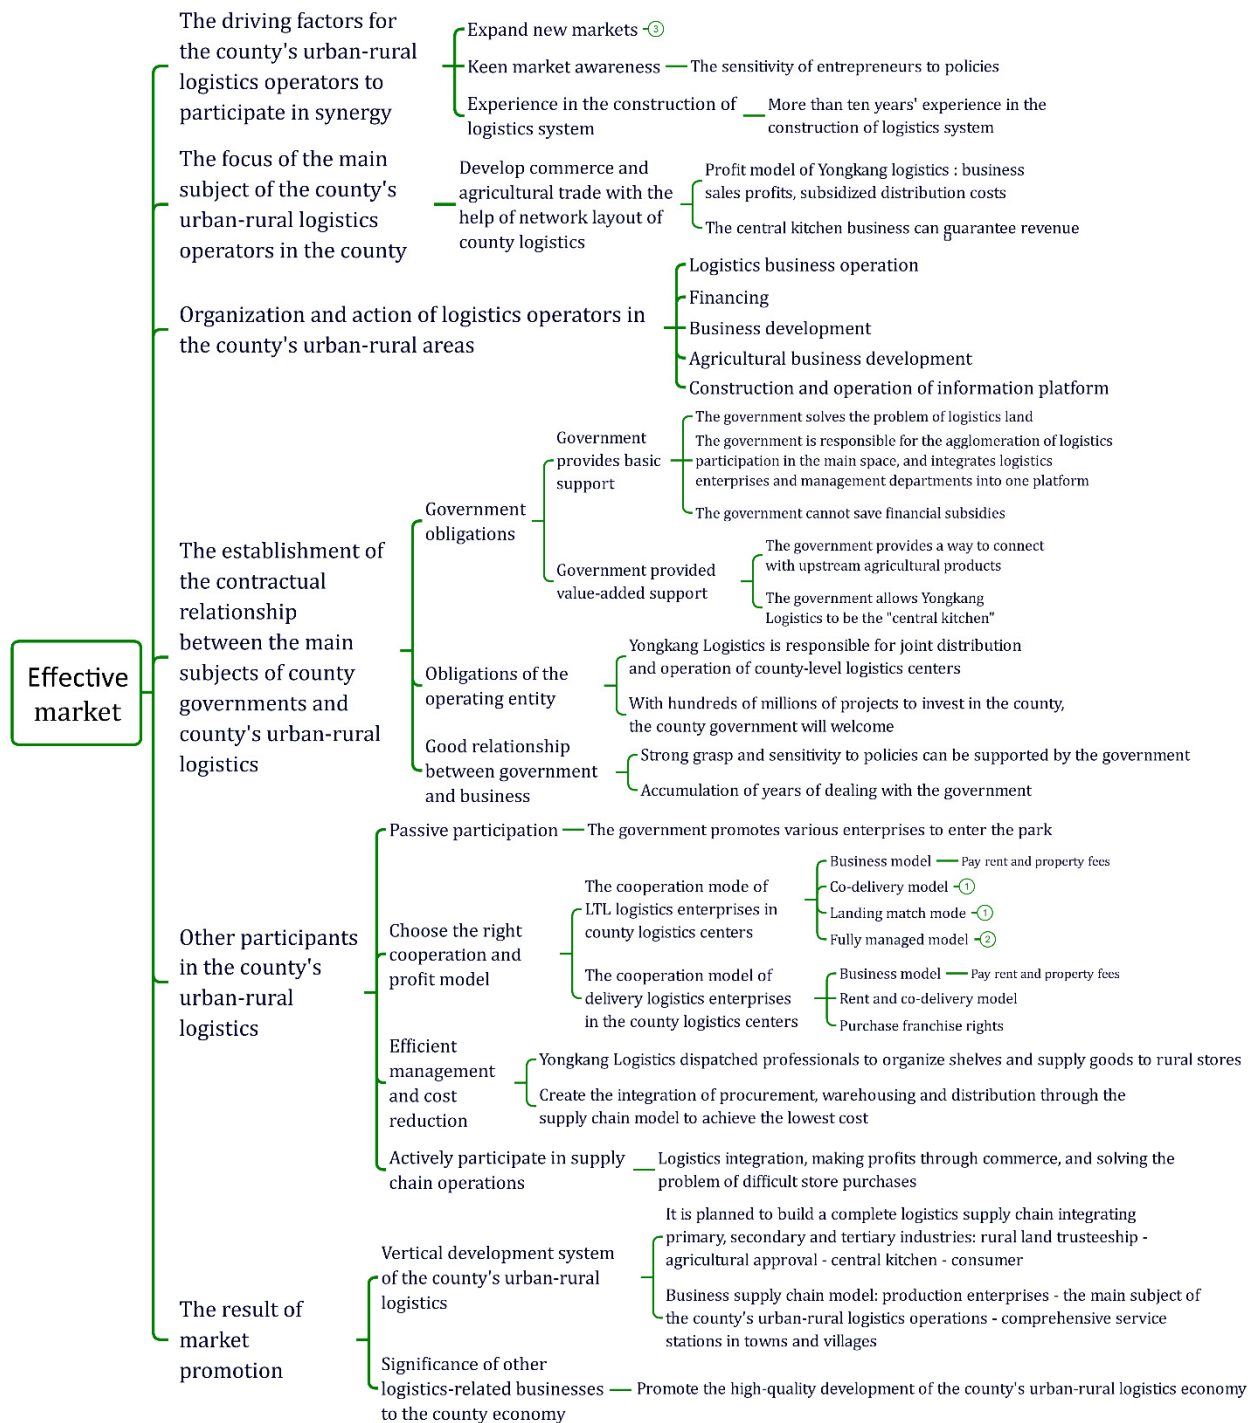 Effective
market
The driving factors for
the county's urban-rural
logistics operators to
participate in synergy
Expand new markets 3
Keen market awareness
The sensitivity of entrepreneurs to policies
Experience in the construction of
logistics system
More than ten years' experience in the
construction of logistics system
The focus of the main
subject of the county's
urban-rural logistics
operators in the county
Develop commerce and
agricultural trade with the
help of network layout of
county logistics
Profit model of Yongkang logistics : business
sales profits, subsidized distribution costs
The central kitchen business can guarantee revenue
Organization and action of logistics operators in
the county's urban-rural areas
Logistics business operation
Financing
Business development
Agricultural business development
Construction and operation of information platform
The establishment of
the contractual
relationship
between the main
subjects of county
governments and
county's urban-rural
logistics
Government
obligations
Government
provides basic
support
The government solves the problem of logistics land
The government is responsible for the agglomeration of logistics
participation in the main space, and integrates logistics
enterprises and management departments into one platform
The government cannot save financial subsidies
Government provided
value-added support
The government provides a way to connect
with upstream agricultural products
The government allows Yongkang
Logistics to be the "central kitchen"
Obligations of the
operating entity
Yongkang Logistics is responsible for joint distribution
and operation of county-level logistics centers
With hundreds of millions of projects to invest in the county,
the county government will welcome
Good relationship
between government
and business
Strong grasp and sensitivity to policies can be supported by the government
Accumulation of years of dealing with the government
Other participants
in the county's
urban-rural
logistics
Passive participation
The government promotes various enterprises to enter the park
Choose the right
cooperation and
profit model
The cooperation mode of
LTL logistics enterprises in
county logistics centers
Business model
Pay rent and property fees
Co-delivery model 1
Landing match mode 1
Fully managed model 2
The cooperation model of
delivery logistics enterprises
in the county logistics centers
Business model
Pay rent and property fees
Rent and co-delivery model
Purchase franchise rights
Efficient
management
and cost
reduction
Yongkang Logistics dispatched professionals to organize shelves and supply goods to rural stores
Create the integration of procurement, warehousing and distribution through the
supply chain model to achieve the lowest cost
Actively participate in supply
chain operations
Logistics integration, making profits through commerce, and solving the
problem of difficult store purchases
The result of
market
promotion
Vertical development system
of the county's urban-rural
logistics
It is planned to build a complete logistics supply chain integrating
primary, secondary and tertiary industries: rural land trusteeship -
agricultural approval - central kitchen - consumer
Business supply chain model: production enterprises - the main subject of
the county's urban-rural logistics operations - comprehensive service
stations in towns and villages
Significance of other
logistics-related businesses
to the county economy
Promote the high-quality development of the county's urban-rural logistics economy